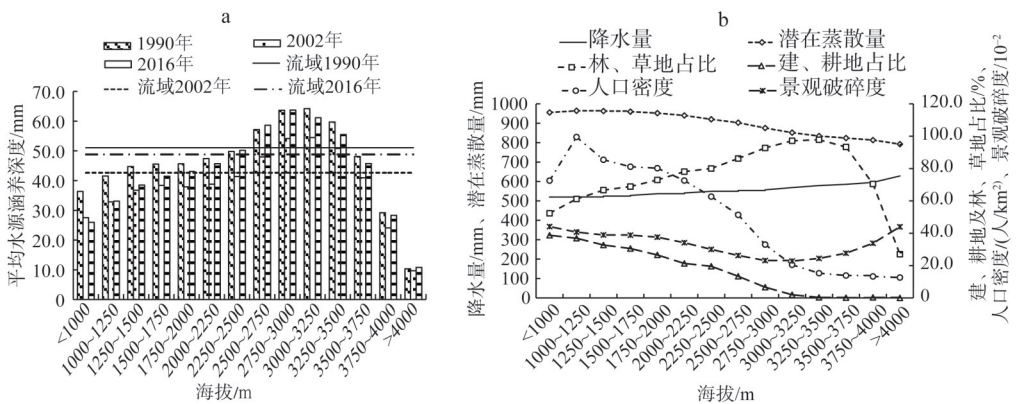 a
1990年
2002年
2016年
流域1990年
流域2002年
流域2016年
平均水源涵养深度/mm
70.0
60.0
50.0
40.0
30.0
20.0
10.0
0
<1000
1000~1250
1250~1500
1500~1750
1750~2000
2000~2250
2250~2500
2500~2750
2750~3000
3000~3250
3250~3500
3500~3750
3750~4000
>4000
海拔/m
b
降水量
潜在蒸散量
林、草地占比
建、耕地占比
人口密度
景观破碎度
降水量/mm、潜在蒸散量/mm
1000
900
800
700
600
500
400
300
200
100
0
120.0
100.0
80.0
60.0
40.0
20.0
0
建、耕地及林、草地占比/%、
人口密度/(人/km²)、景观破碎度/10⁻²
<1000
1000~1250
1250~1500
1500~1750
1750~2000
2000~2250
2250~2500
2500~2750
2750~3000
3000~3250
3250~3500
3500~3750
3750~4000
>4000
海拔/m